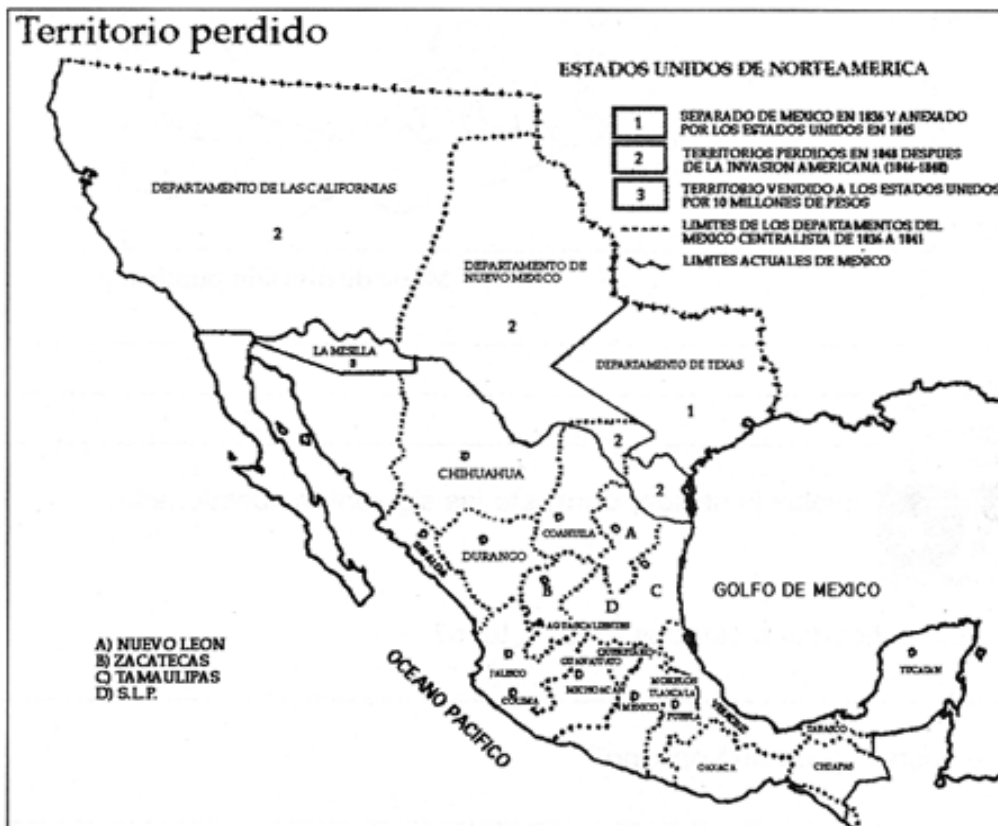 Territorio perdido
ESTADOS UNIDOS DE NORTEAMERICA
1 SEPARADO DE MEXICO EN 1836 Y ANEXADO
POR LOS ESTADOS UNIDOS EN 1845
2 TERRITORIOS PERDIDOS EN 1848 DESPUES
DE LA INVASION AMERICANA (1846-1848)
3 TERRITORIO VENDIDO A LOS ESTADOS UNIDOS
POR 10 MILLONES DE PESOS
LIMITES DE LOS DEPARTAMENTOS DEL
MEXICO CENTRALISTA DE 1836 A 1841
LIMITES ACTUALES DE MEXICO
DEPARTAMENTO DE LAS CALIFORNIAS
2
DEPARTAMENTO DE
NUEVO MEXICO
2
LA MESILLA
3
DEPARTAMENTO DE TEXAS
1
2
2
CHIHUAHUA
COAHUILA
A
SINALOA
DURANGO
B
D
C
GOLFO DE MEXICO
AGUASCALIENTES
A) NUEVO LEON
B) ZACATECAS
C) TAMAULIPAS
D) S.L.P.
OCEANO PACIFICO
JALISCO
GUANAJUATO
QUERETARO
COLIMA
MICHOACAN
MEXICO
MORELOS
TLAXCALA
PUEBLA
VERACRUZ
YUCATAN
TABASCO
OAXACA
CHIAPAS